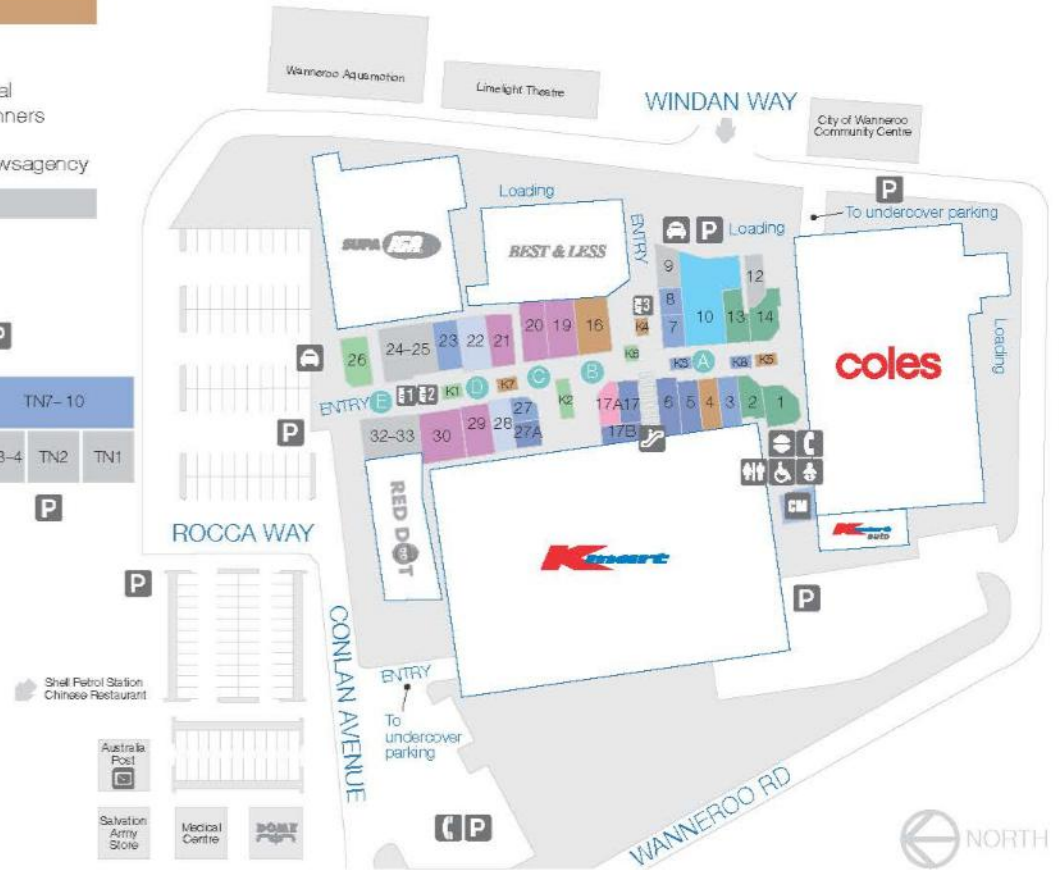 al
nners
wsagency
TN7–10
3–4
TN2
TN1
P
P
Wanneroo Aquamotion
Limelight Theatre
WINDAN WAY
City of Wanneroo
Community Centre
P
To undercover parking
Loading
SUPA IGA
BEST & LESS
ENTRY
P
Loading
9
12
8
10
13
14
7
3
K4
K6
K3
A
K8
K5
coles
Loading
26
24–25
23
22
21
20
19
16
ENTRY
E
1
2
K1
D
K7
C
K2
B
P
32–33
30
29
28
27
27A
17A
17
17B
6
5
4
3
2
1
RED DOT
Kmart
CM
Kmart
auto
P
ROCCA WAY
P
CONLAN AVENUE
ENTRY
To
undercover
parking
Shell Petrol Station
Chinese Restaurant
Australia
Post
Salvation
Army
Store
Medical
Centre
DOME
P
WANNEROO RD
NORTH